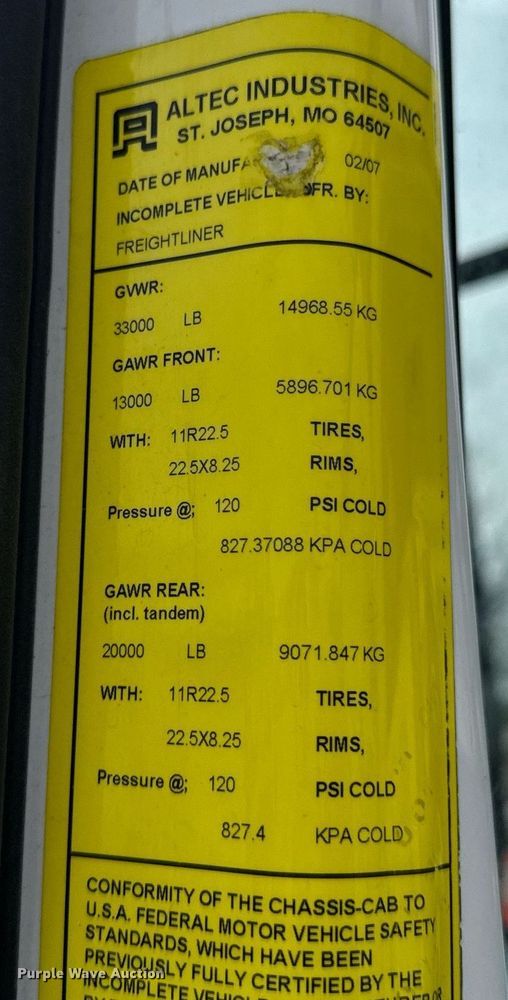 ALTEC INDUSTRIES, INC.
ST. JOSEPH, MO 64507
DATE OF MANUFA 02/07
INCOMPLETE VEHICLE MFR. BY:
FREIGHTLINER
GVWR:
33000 LB 14968.55 KG
GAWR FRONT:
13000 LB 5896.701 KG
WITH: 11R22.5 TIRES,
22.5X8.25 RIMS,
Pressure @; 120 PSI COLD
827.37088 KPA COLD
GAWR REAR:
(incl. tandem)
20000 LB 9071.847 KG
WITH: 11R22.5 TIRES,
22.5X8.25 RIMS,
Pressure @; 120 PSI COLD
827.4 KPA COLD
CONFORMITY OF THE CHASSIS-CAB TO
U.S.A. FEDERAL MOTOR VEHICLE SAFETY
STANDARDS, WHICH HAVE BEEN
PREVIOUSLY FULLY CERTIFIED BY THE
INCOMPLETE
Purple Wave Auction